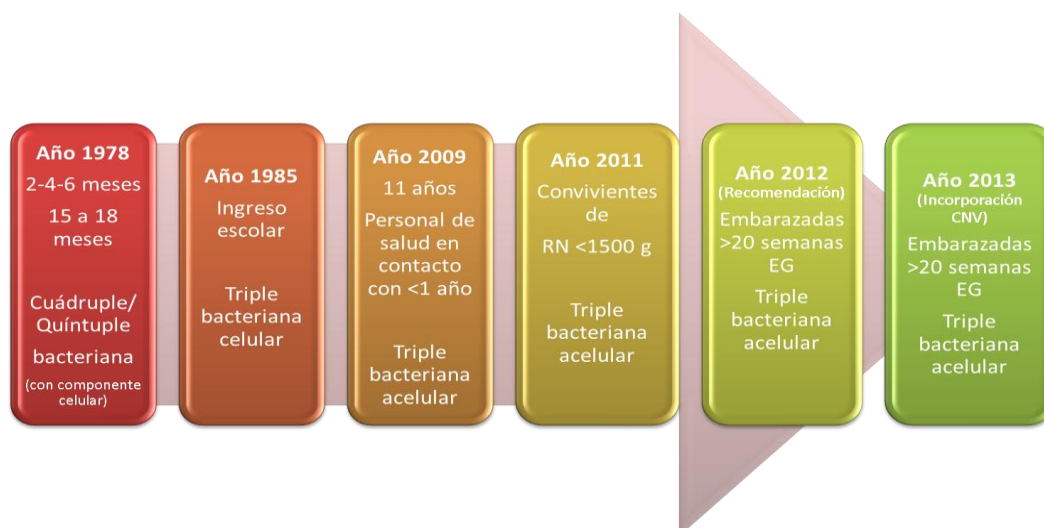 Año 1978
2-4-6 meses
15 a 18
meses
Cuádruple/
Quíntuple
bacteriana
(con componente
celular)
Año 1985
Ingreso
escolar
Triple
bacteriana
celular
Año 2009
11 años
Personal de
salud en
contacto
con <1 año
Triple
bacteriana
acelular
Año 2011
Convivientes
de
RN <1500 g
Triple
bacteriana
acelular
Año 2012
(Recomendación)
Embarazadas
>20 semanas
EG
Triple
bacteriana
acelular
Año 2013
(Incorporación
CNV)
Embarazadas
>20 semanas
EG
Triple
bacteriana
acelular